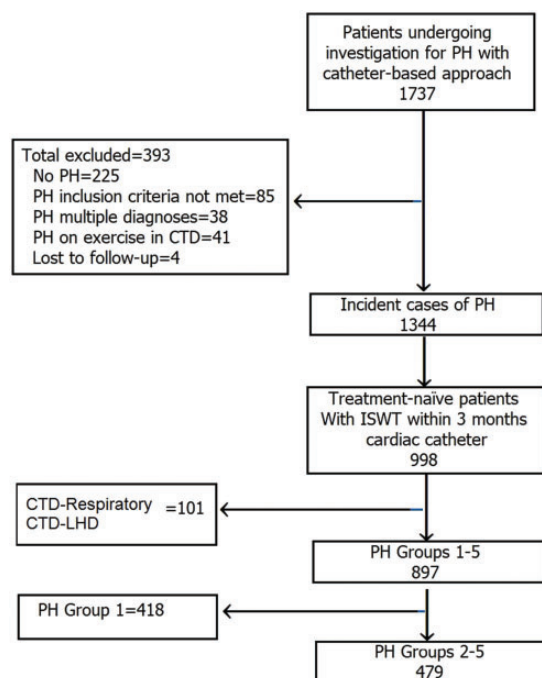 Patients undergoing
investigation for PH with
catheter-based approach
1737
Total excluded=393
No PH=225
PH inclusion criteria not met=85
PH multiple diagnoses=38
PH on exercise in CTD=41
Lost to follow-up=4
Incident cases of PH
1344
Treatment-naïve patients
With ISWT within 3 months
cardiac catheter
998
CTD-Respiratory =101
CTD-LHD
PH Groups 1-5
897
PH Group 1=418
PH Groups 2-5
479